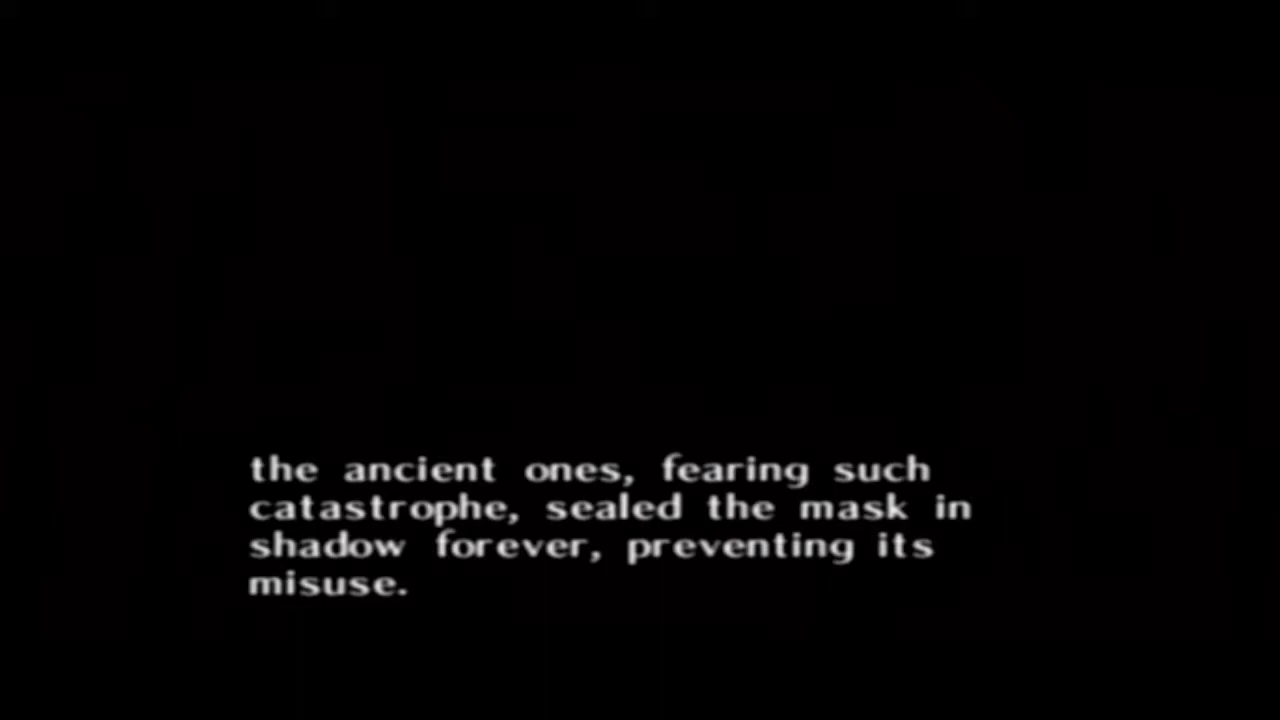 the ancient ones, fearing such
catastrophe, sealed the mask in
shadow forever, preventing its
misuse.